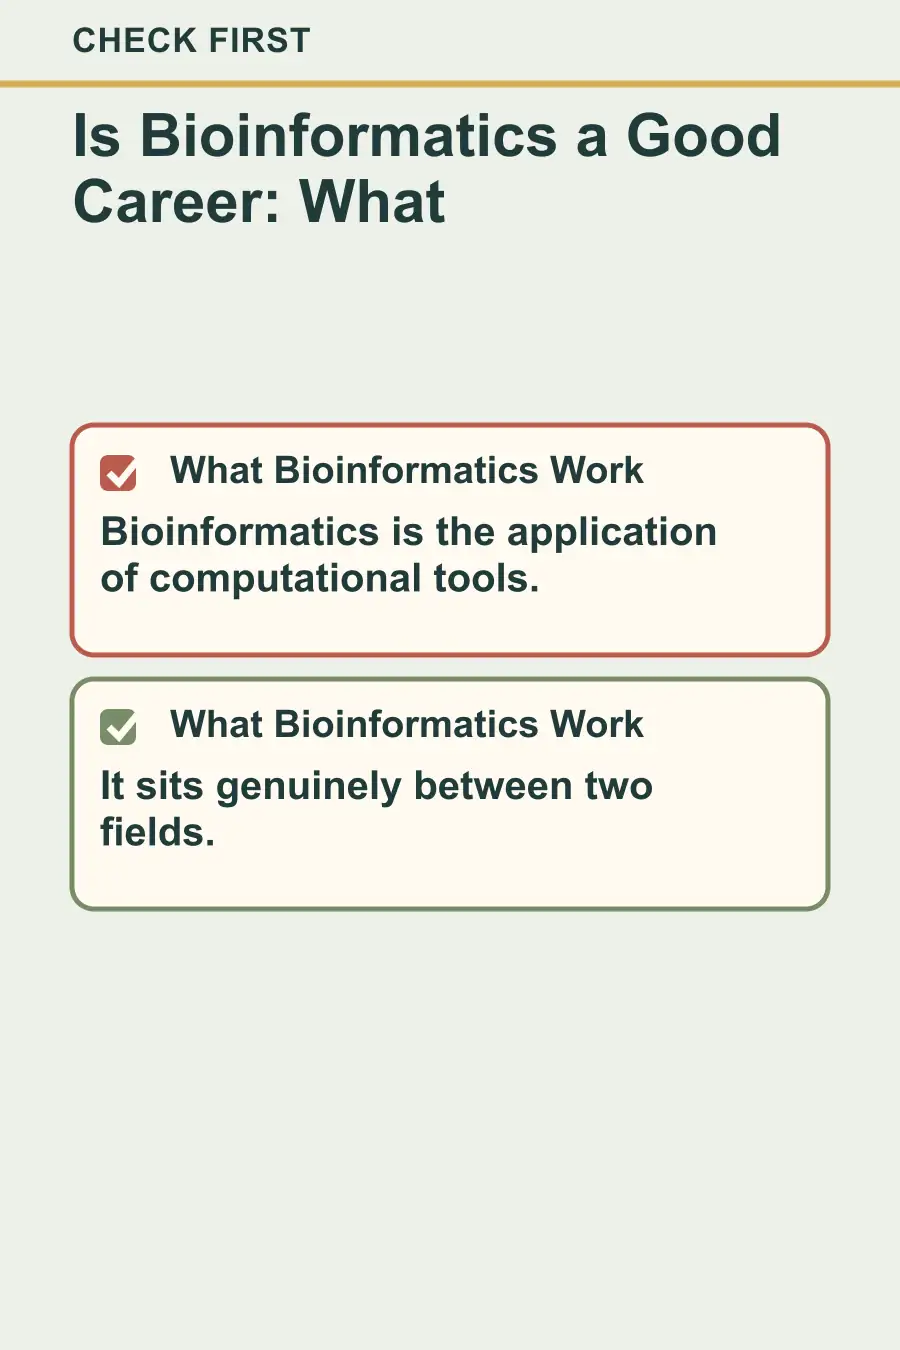 CHECK FIRST
Is Bioinformatics a Good
Career: What
What Bioinformatics Work
Bioinformatics is the application
of computational tools.
What Bioinformatics Work
It sits genuinely between two
fields.